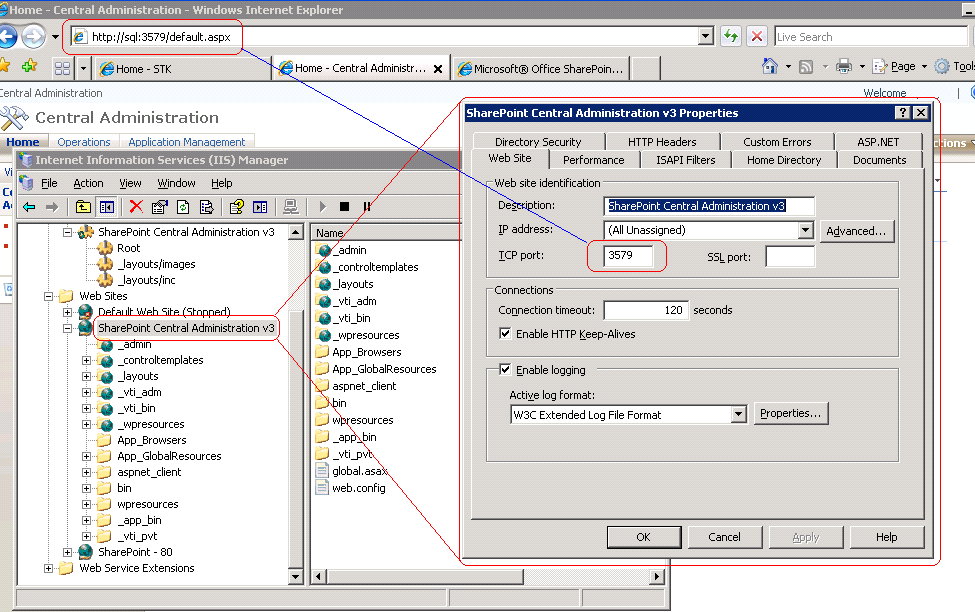 Home - Central Administration - Windows Internet Explorer
http://sql:3579/default.aspx
Live Search
Home - STK
Home - Central Administr...
Microsoft® Office SharePoin...
Page
Tools
Central Administration
Welcome
Central Administration
Home
Operations
Application Management
Internet Information Services (IIS) Manager
File Action View Window Help
SharePoint Central Administration v3
Root
_layouts/images
_layouts/inc
Web Sites
Default Web Site (Stopped)
SharePoint Central Administration v3
_admin
_controltemplates
_layouts
_vti_adm
_vti_bin
_wpresources
App_Browsers
App_GlobalResources
aspnet_client
bin
wpresources
_app_bin
_vti_pvt
SharePoint - 80
Web Service Extensions
Name
_admin
_controltemplates
_layouts
_vti_adm
_vti_bin
_wpresources
App_Browsers
App_GlobalResources
aspnet_client
bin
wpresources
_app_bin
_vti_pvt
global.asax
web.config
SharePoint Central Administration v3 Properties
Directory Security HTTP Headers Custom Errors ASP.NET
Web Site Performance ISAPI Filters Home Directory Documents
Web site identification
Description: SharePoint Central Administration v3
IP address: (All Unassigned) Advanced...
TCP port: 3579 SSL port:
Connections
Connection timeout: 120 seconds
Enable HTTP Keep-Alives
Enable logging
Active log format:
W3C Extended Log File Format Properties...
OK Cancel Apply Help